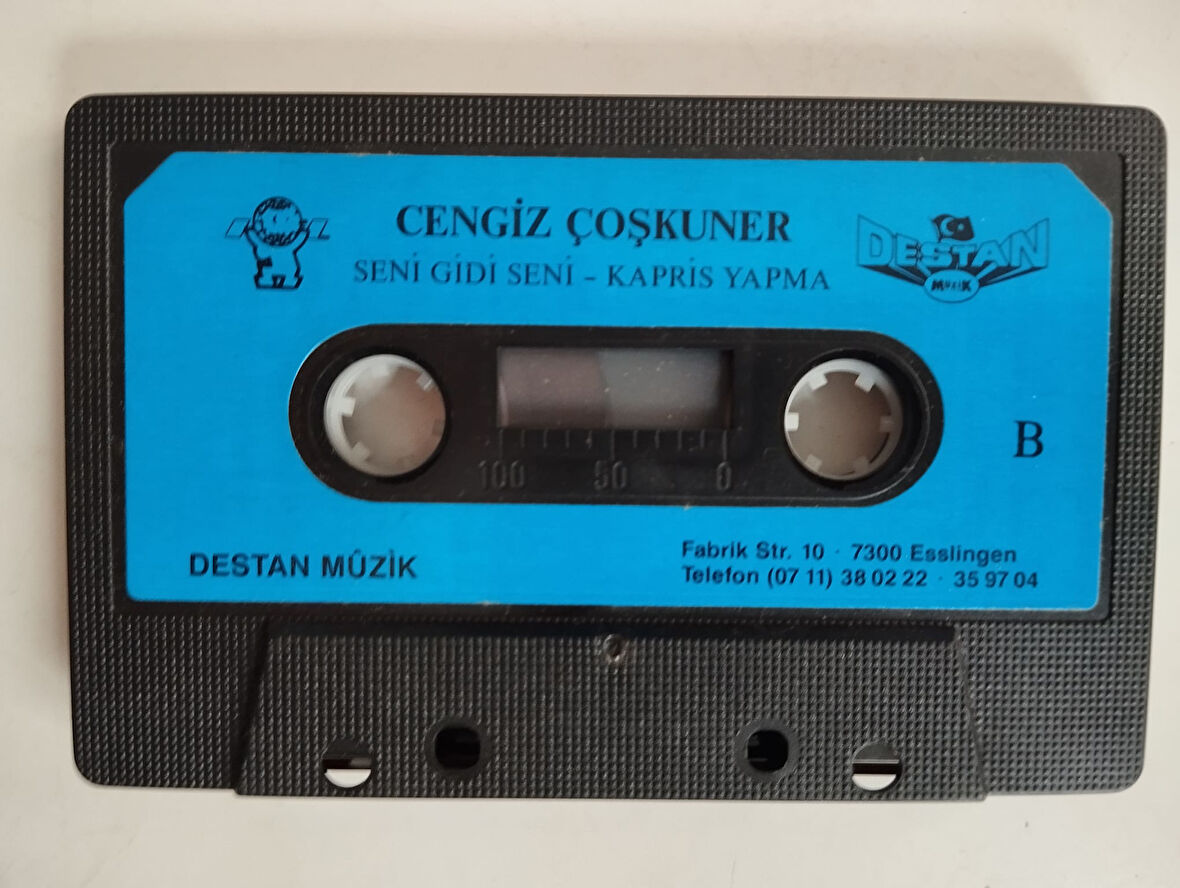 CENGİZ ÇOŞKUNER
SENİ GİDİ SENİ – KAPRİS YAPMA
DESTAN
MÜZİK
B
100 50 0
DESTAN MÛZİK
Fabrik Str. 10 · 7300 Esslingen
Telefon (07 11) 38 02 22 · 35 97 04